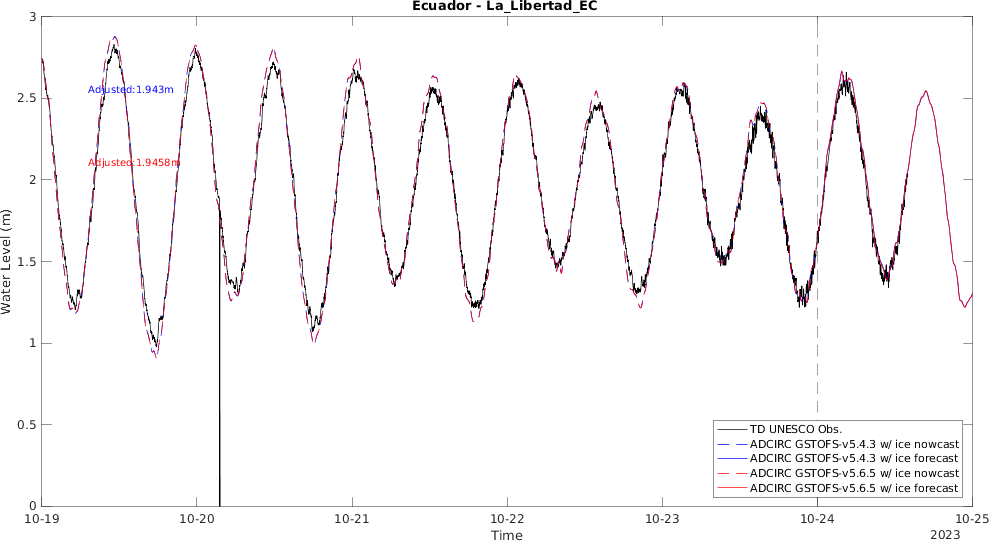 Ecuador - La_Libertad_EC
3
2.5
2
1.5
1
0.5
0
Water Level (m)
Adjusted:1.943m
Adjusted:1.9458m
TD UNESCO Obs.
ADCIRC GSTOFS-v5.4.3 w/ ice nowcast
ADCIRC GSTOFS-v5.4.3 w/ ice forecast
ADCIRC GSTOFS-v5.6.5 w/ ice nowcast
ADCIRC GSTOFS-v5.6.5 w/ ice forecast
10-19 10-20 10-21 10-22 10-23 10-24 10-25
Time
2023